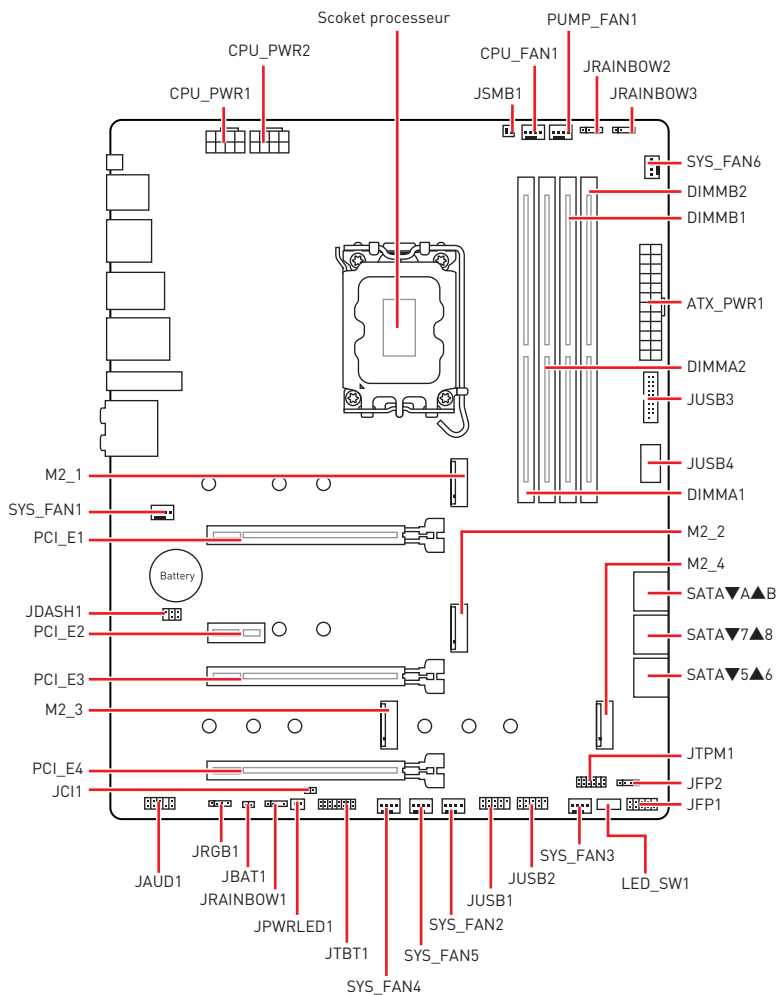 Scoket processeur
PUMP_FAN1
CPU_PWR2
CPU_FAN1
JRAINBOW2
CPU_PWR1
JSMB1
JRAINBOW3
SYS_FAN6
DIMMB2
DIMMB1
ATX_PWR1
DIMMA2
JUSB3
M2_1
JUSB4
DIMMA1
SYS_FAN1
PCI_E1
M2_2
M2_4
Battery
SATA▼A▲B
JDASH1
PCI_E2
SATA▼7▲8
PCI_E3
SATA▼5▲6
M2_3
JTPM1
PCI_E4
JFP2
JCI1
JFP1
JAUD1
JRGB1
JBAT1
JRAINBOW1
JPWRLED1
JTBT1
SYS_FAN4
SYS_FAN5
SYS_FAN2
JUSB1
JUSB2
SYS_FAN3
LED_SW1